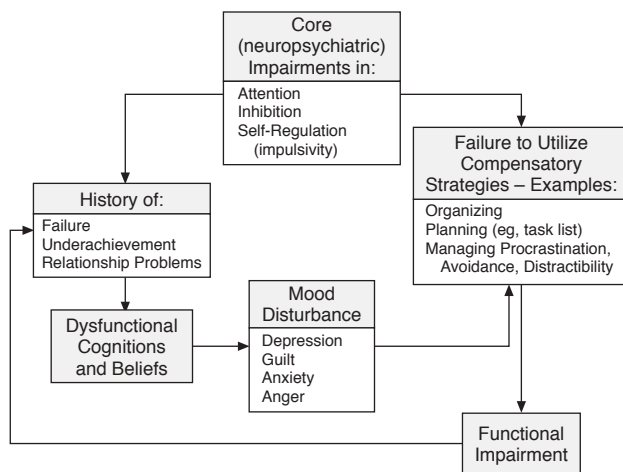 Core
(neuropsychiatric)
Impairments in:
Attention
Inhibition
Self-Regulation
(impulsivity)
Failure to Utilize
Compensatory
Strategies – Examples:
Organizing
Planning (eg, task list)
Managing Procrastination,
Avoidance, Distractibility
History of:
Failure
Underachievement
Relationship Problems
Dysfunctional
Cognitions
and Beliefs
Mood
Disturbance
Depression
Guilt
Anxiety
Anger
Functional
Impairment